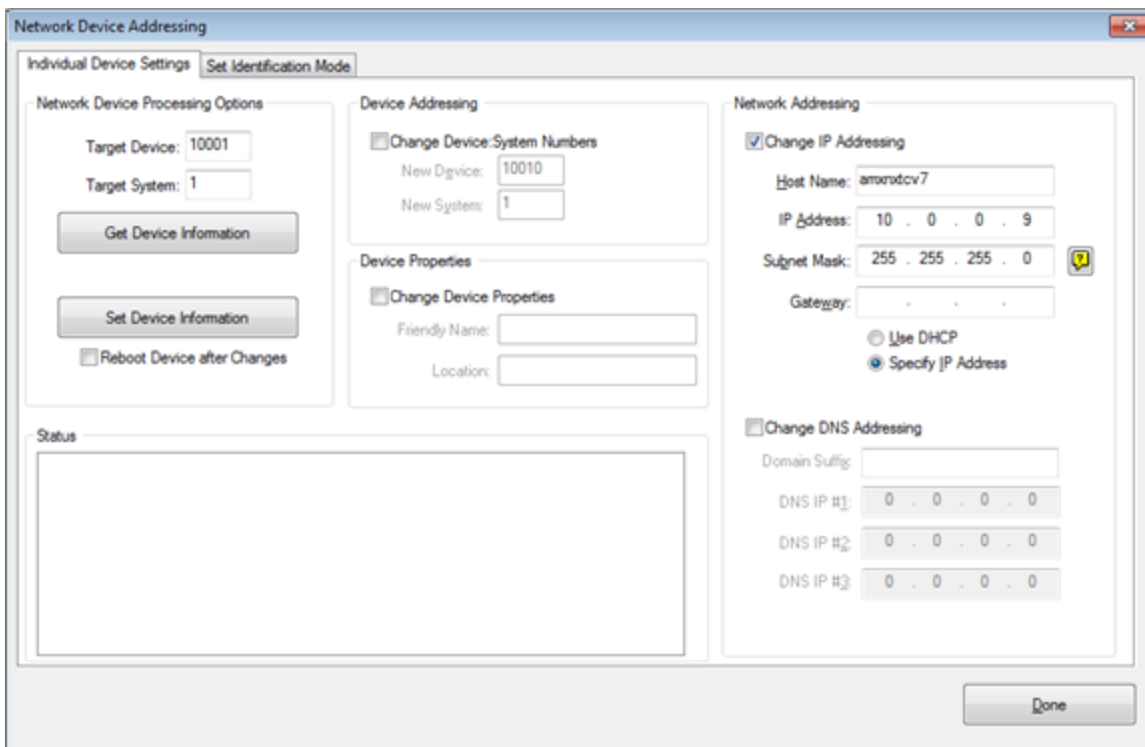 Network Device Addressing
Individual Device Settings
Set Identification Mode
Network Device Processing Options
Target Device: 10001
Target System: 1
Get Device Information
Set Device Information
Reboot Device after Changes
Device Addressing
Change Device:System Numbers
New Device: 10010
New System: 1
Device Properties
Change Device Properties
Friendly Name:
Location:
Network Addressing
Change IP Addressing
Host Name: amxnxtcv7
IP Address: 10 . 0 . 0 . 9
Subnet Mask: 255 . 255 . 255 . 0
?
Gateway: . . .
Use DHCP
Specify IP Address
Change DNS Addressing
Domain Suffix:
DNS IP #1: 0 . 0 . 0 . 0
DNS IP #2: 0 . 0 . 0 . 0
DNS IP #3: 0 . 0 . 0 . 0
Status
Done